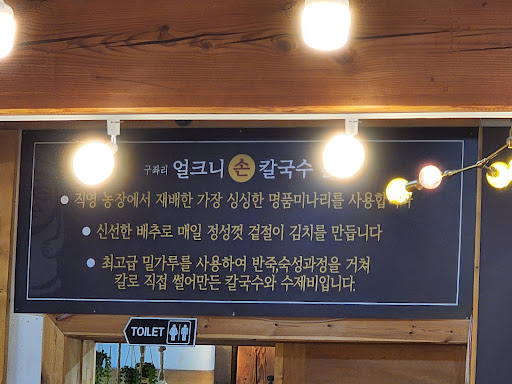 구좌리 얼크니 손 칼국수
직영 농장에서 재배한 가장 싱싱한 명품미나리를 사용합
신선한 배추로 매일 정성껏 겉절이 김치를 만듭니다
최고급 밀가루를 사용하여 반죽,숙성과정을 거쳐
칼로 직접 썰어만든 칼국수와 수제비입니다.
TOILET